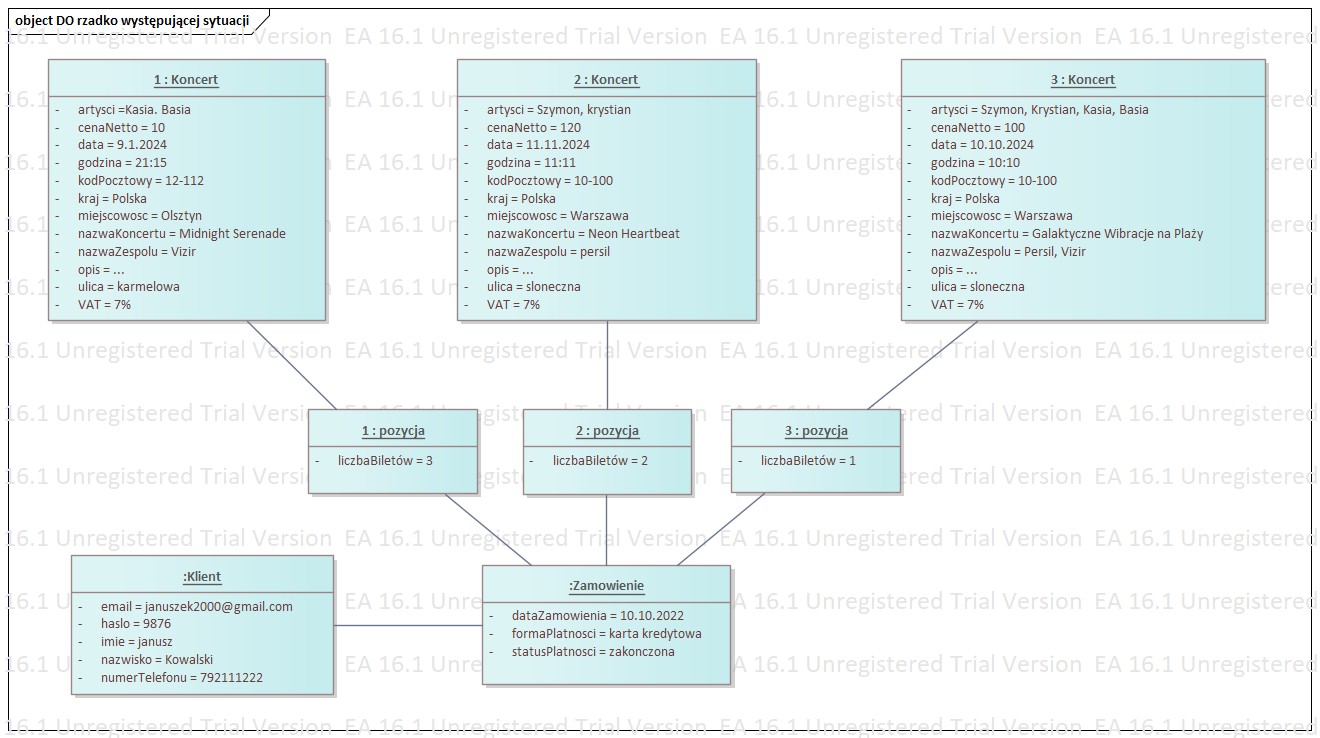 object DO rzadko występującej sytuacji
1 : Koncert
- artysci =Kasia. Basia
- cenaNetto = 10
- data = 9.1.2024
- godzina = 21:15
- kodPocztowy = 12-112
- kraj = Polska
- miejscowosc = Olsztyn
- nazwaKoncertu = Midnight Serenade
- nazwaZespolu = Vizir
- opis = ...
- ulica = karmelowa
- VAT = 7%
2 : Koncert
- artysci = Szymon, krystian
- cenaNetto = 120
- data = 11.11.2024
- godzina = 11:11
- kodPocztowy = 10-100
- kraj = Polska
- miejscowosc = Warszawa
- nazwaKoncertu = Neon Heartbeat
- nazwaZespolu = persil
- opis = ...
- ulica = sloneczna
- VAT = 7%
3 : Koncert
- artysci = Szymon, Krystian, Kasia, Basia
- cenaNetto = 100
- data = 10.10.2024
- godzina = 10:10
- kodPocztowy = 10-100
- kraj = Polska
- miejscowosc = Warszawa
- nazwaKoncertu = Galaktyczne Wibracje na Plaży
- nazwaZespolu = Persil, Vizir
- opis = ...
- ulica = sloneczna
- VAT = 7%
1 : pozycja
- liczbaBiletów = 3
2 : pozycja
- liczbaBiletów = 2
3 : pozycja
- liczbaBiletów = 1
:Klient
- email = januszek2000@gmail.com
- haslo = 9876
- imie = janusz
- nazwisko = Kowalski
- numerTelefonu = 792111222
:Zamowienie
- dataZamowienia = 10.10.2022
- formaPlatnosci = karta kredytowa
- statusPlatnosci = zakonczona
16.1 Unregistered Trial Version EA 16.1 Unregistered Trial Version EA 16.1 Unregistered Trial Version EA 16.1 Unregistered